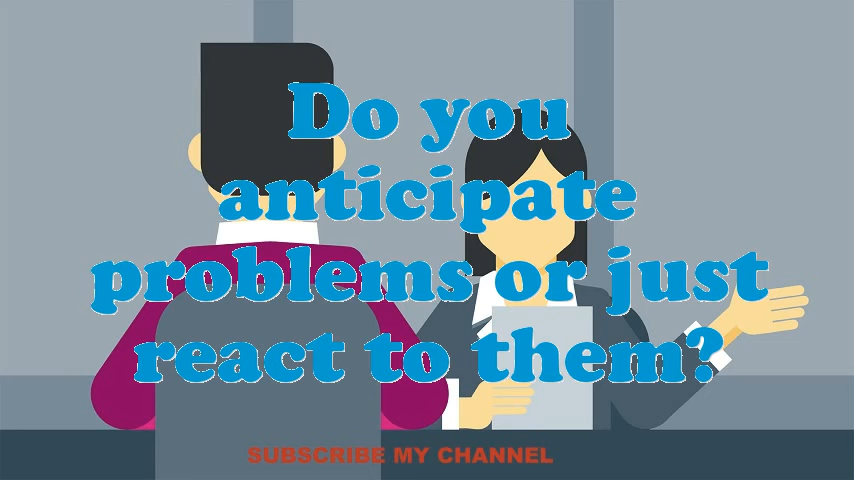 Do you
anticipate
problems or just
react to them?
SUBSCRIBE MY CHANNEL